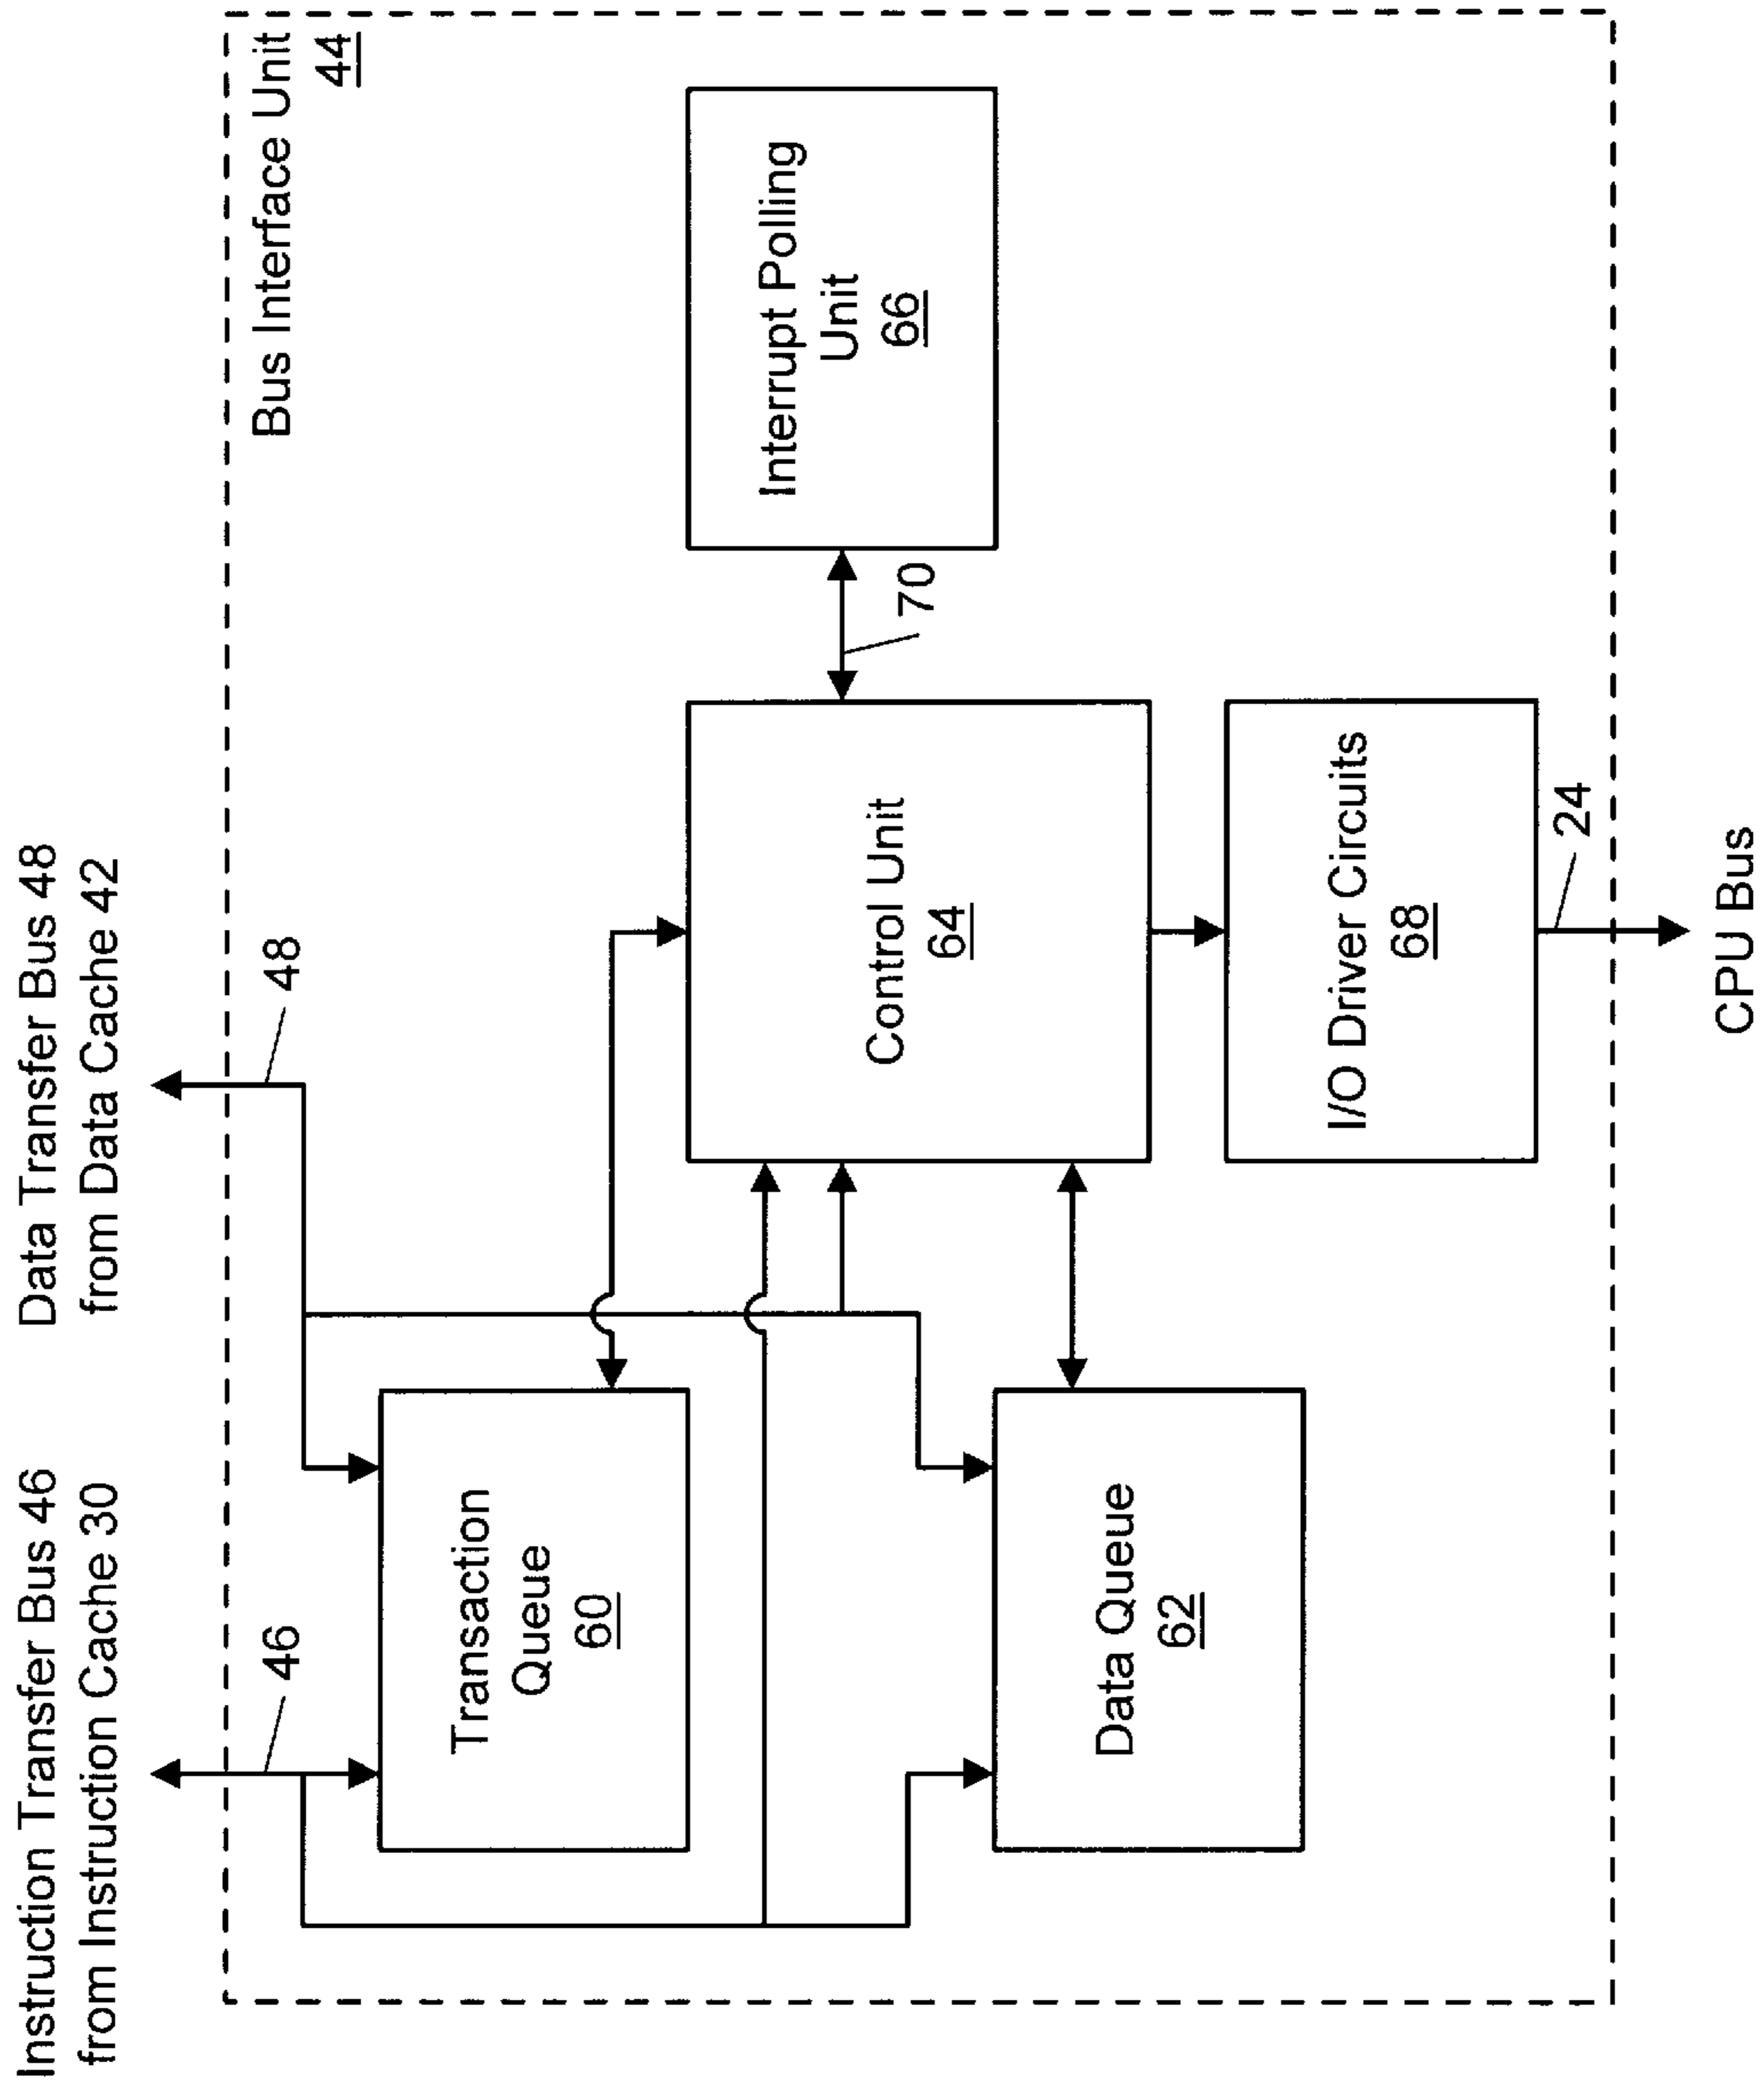 Instruction Transfer Bus 46
from Instruction Cache 30
Data Transfer Bus 48
from Data Cache 42
46
48
Bus Interface Unit
44
Transaction
Queue
60
Control Unit
64
70
Interrupt Polling
Unit
66
Data Queue
62
I/O Driver Circuits
68
24
CPU Bus